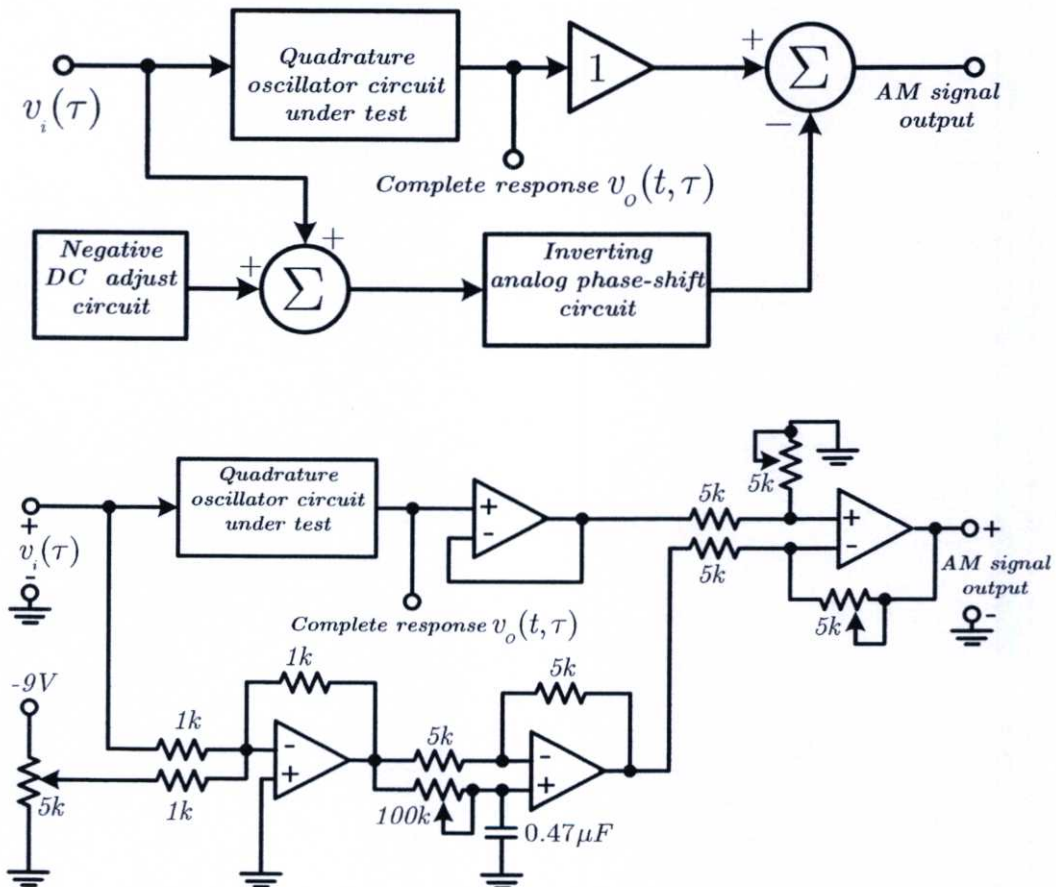 Quadrature
oscillator circuit
under test
1
+
Σ
−
v_i(τ)
AM signal
output
Complete response v_o(t,τ)
Negative
DC adjust
circuit
+
+
Σ
Inverting
analog phase-shift
circuit
+
v_i(τ)
-
Quadrature
oscillator circuit
under test
+
-
Complete response v_o(t,τ)
5k
5k
5k
+
-
5k
+
AM signal
output
-
-9V
5k
1k
1k
1k
-
+
5k
100k
5k
-
+
0.47μF